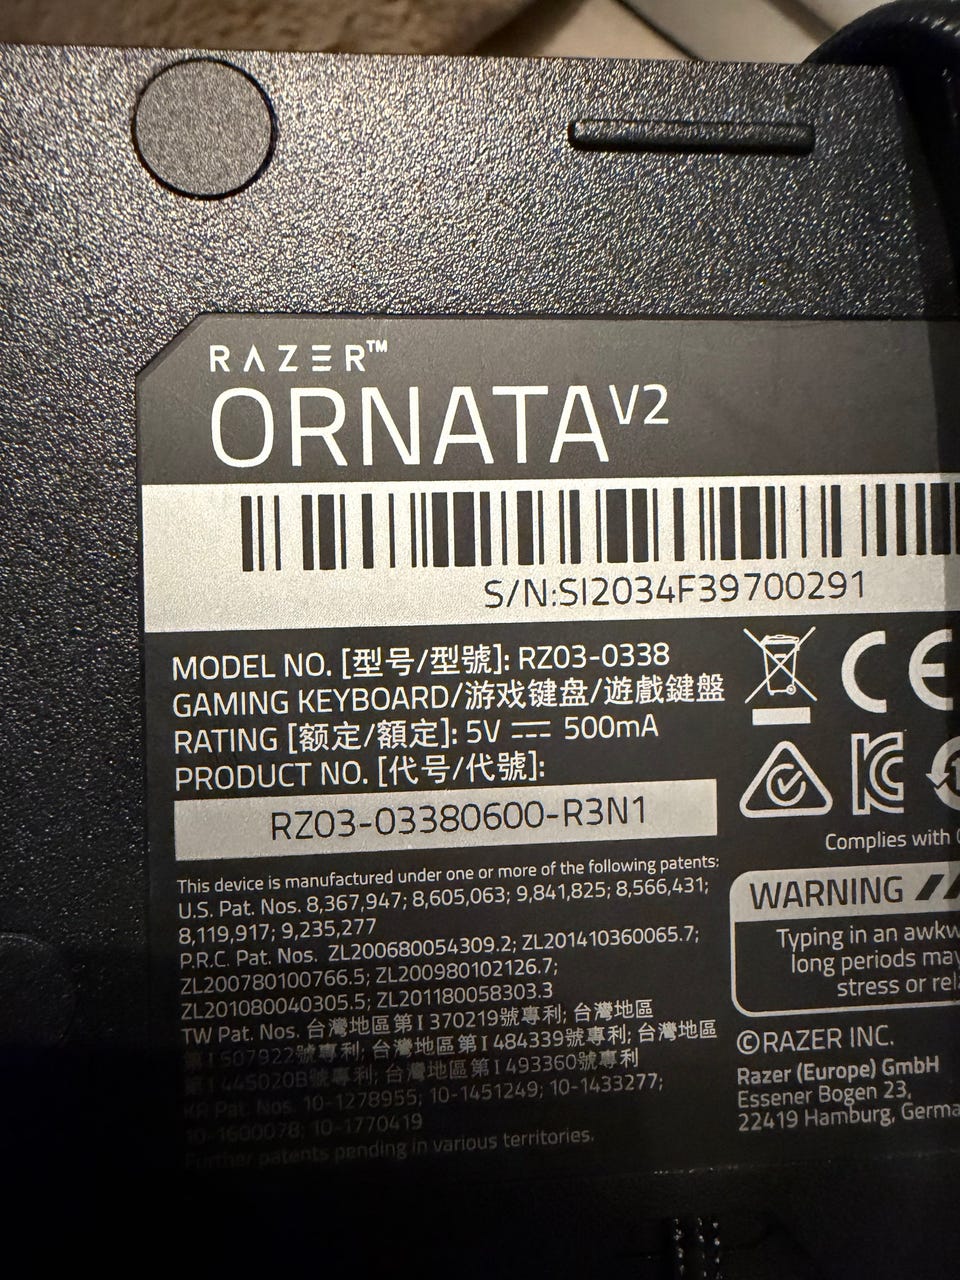 RAZER™
ORNATA V2
S/N:SI2034F39700291
MODEL NO. [型号/型號]: RZ03-0338
GAMING KEYBOARD/游戏键盘/遊戲鍵盤
RATING [额定/額定]: 5V ⎓ 500mA
PRODUCT NO. [代号/代號]:
RZ03-03380600-R3N1
This device is manufactured under one or more of the following patents:
U.S. Pat. Nos. 8,367,947; 8,605,063; 9,841,825; 8,566,431;
8,119,917; 9,235,277
P.R.C. Pat. Nos. ZL200680054309.2; ZL201410360065.7;
ZL200780100766.5; ZL200980102126.7;
ZL201080040305.5; ZL201180058303.3
TW Pat. Nos. 台灣地區第I370219號專利; 台灣地區
第I507922號專利; 台灣地區第I484339號專利; 台灣地區
第I445020B號專利; 台灣地區第I493360號專利
KR Pat. Nos. 10-1278955; 10-1451249; 10-1433277;
10-1600078; 10-1770419
Further patents pending in various territories.
CE
Complies with
WARNING
Typing in an
long periods may
stress or
©RAZER INC.
Razer (Europe) GmbH
Essener Bogen 23,
22419 Hamburg,